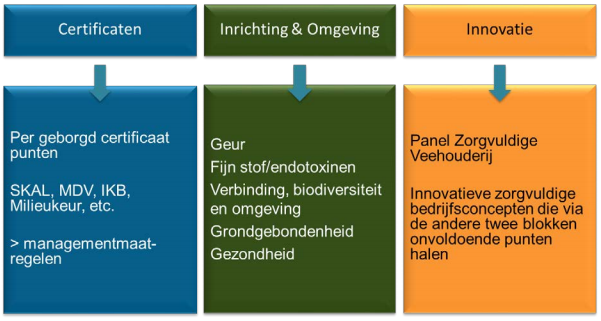 Certificaten
Per geborgd certificaat
punten
SKAL, MDV, IKB,
Milieukeur, etc.
> managementmaat-
regelen
Inrichting & Omgeving
Geur
Fijn stof/endotoxinen
Verbinding, biodiversiteit
en omgeving
Grondgebondenheid
Gezondheid
Innovatie
Panel Zorgvuldige
Veehouderij
Innovatieve zorgvuldige
bedrijfsconcepten die via
de andere twee blokken
onvoldoende punten
halen